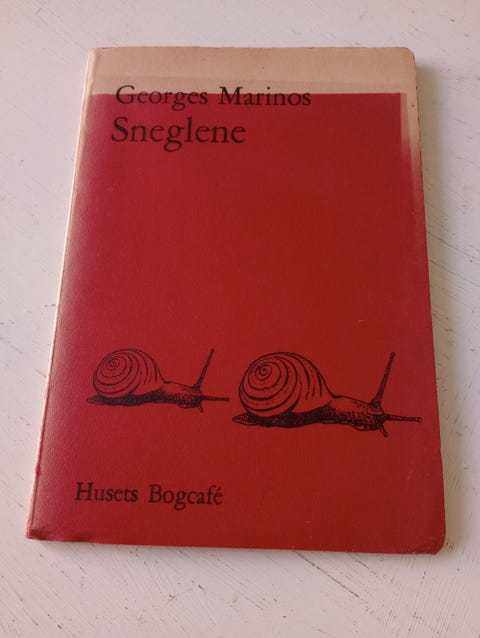 Georges Marinos
Sneglene
Husets Bogcafé